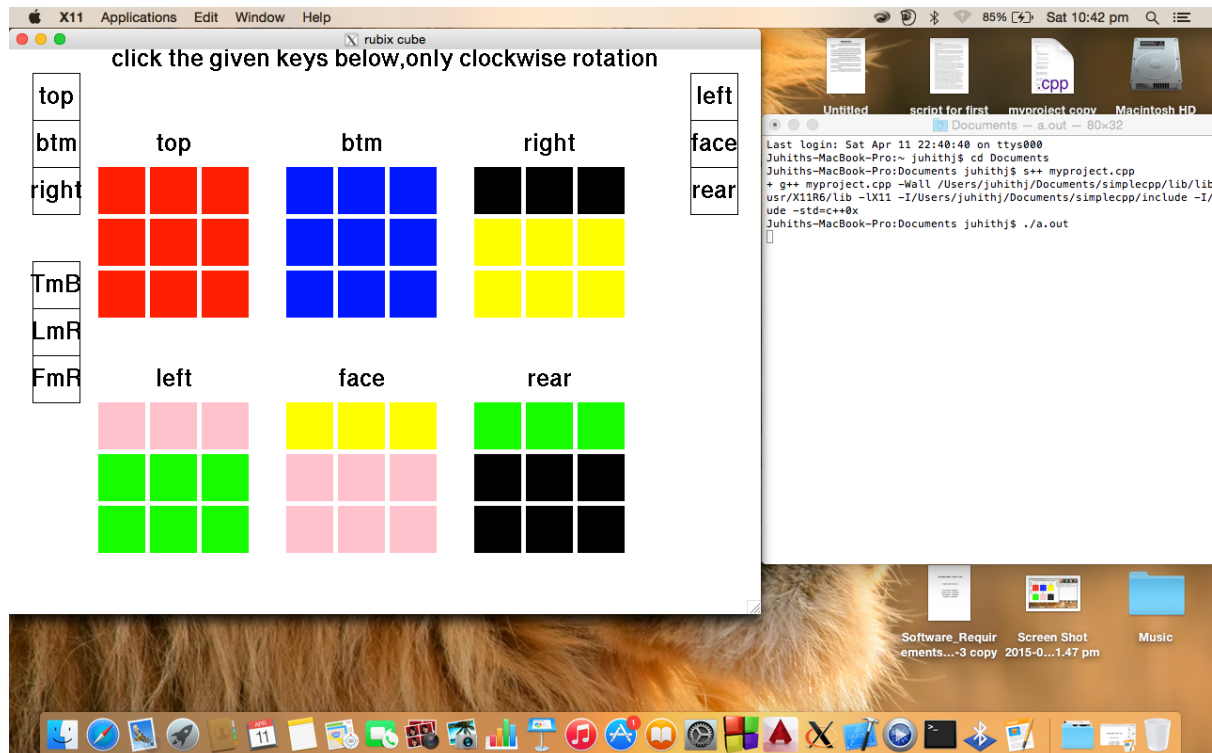 X11 Applications Edit Window Help
85% Sat 10:42 pm
rubix cube
click the given keys below,only clockwise rotation
top
btm
right
TmB
LmR
FmR
left
face
rear
top btm right
left face rear
Untitled
script for first
.cpp
myproject copy
Macintosh HD
Documents — a.out — 80×32
Last login: Sat Apr 11 22:40:40 on ttys000
Juhiths-MacBook-Pro:~ juhithj$ cd Documents
Juhiths-MacBook-Pro:Documents juhithj$ s++ myproject.cpp
+ g++ myproject.cpp -Wall /Users/juhithj/Documents/simplecpp/lib/lib
usr/X11R6/lib -lX11 -I/Users/juhithj/Documents/simplecpp/include -I/
ude -std=c++0x
Juhiths-MacBook-Pro:Documents juhithj$ ./a.out
Software_Requir
ements...-3 copy
Screen Shot
2015-0...1.47 pm
Music
APR
11
1